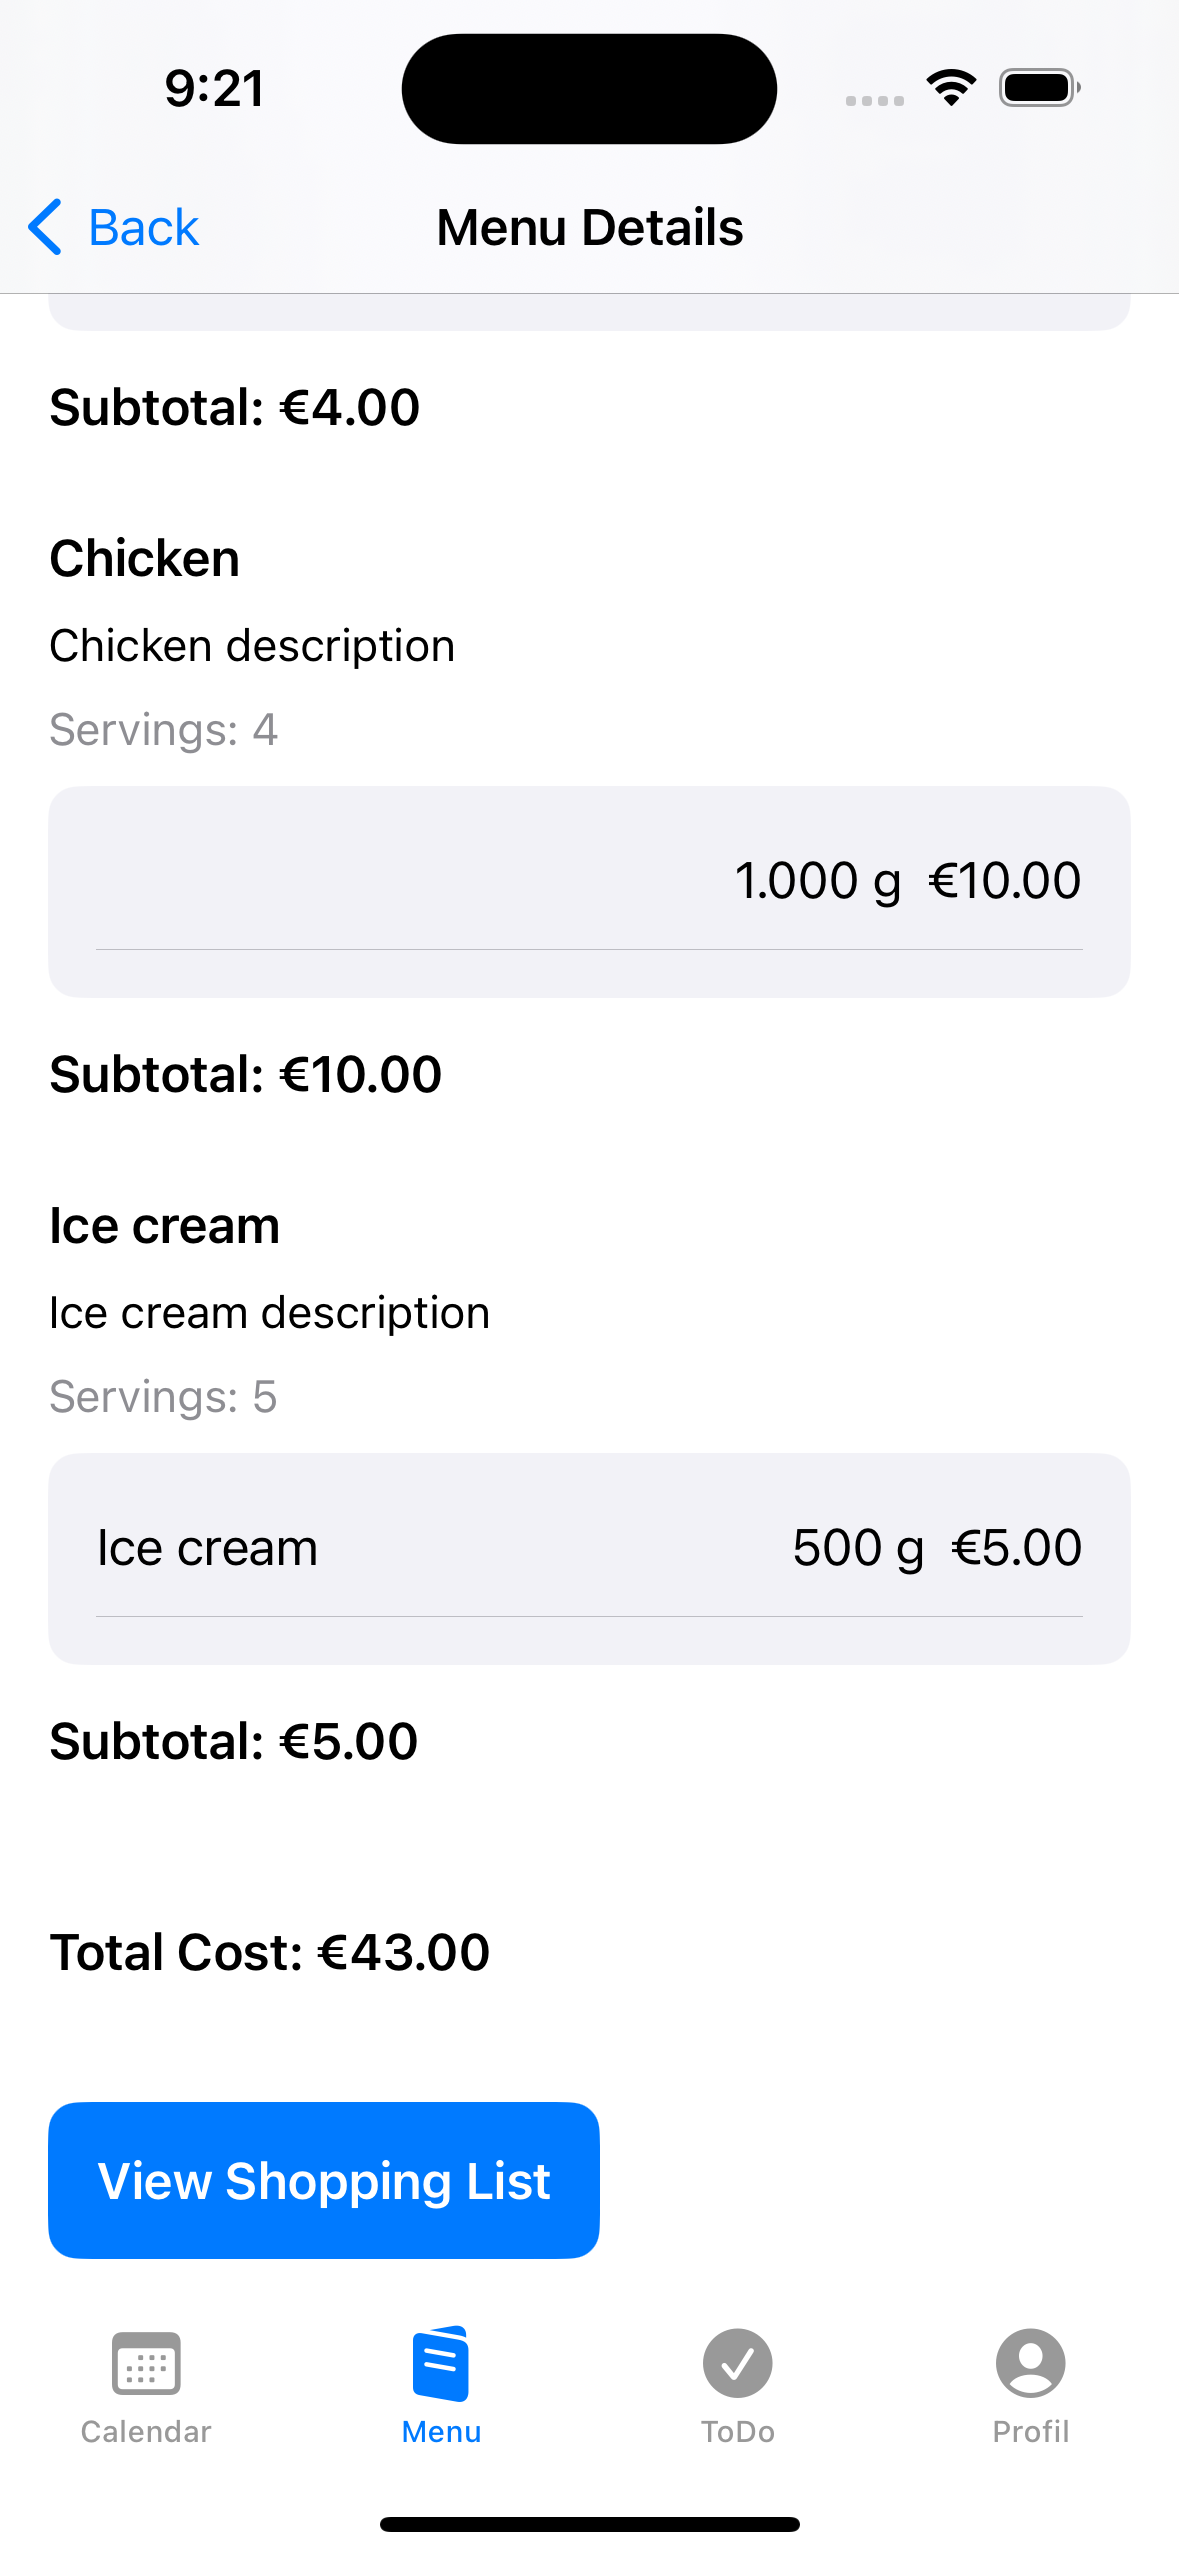 9:21
Back
Menu Details
Subtotal: €4.00
Chicken
Chicken description
Servings: 4
1.000 g €10.00
Subtotal: €10.00
Ice cream
Ice cream description
Servings: 5
Ice cream 500 g €5.00
Subtotal: €5.00
Total Cost: €43.00
View Shopping List
Calendar Menu ToDo Profil